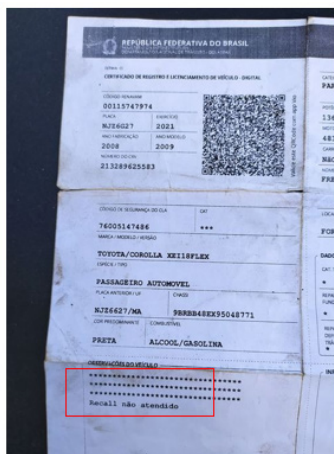 REPÚBLICA FEDERATIVA DO BRASIL
CERTIFICADO DE REGISTRO E LICENCIAMENTO DE VEÍCULO - DIGITAL
CÓDIGO RENAVAM
00115747974
PLACA EXERCÍCIO
NJZ6027 2021
ANO FABRICAÇÃO ANO MODELO
2008 2009
NÚMERO DO CRV
213289625583
CÓDIGO DE SEGURANÇA DO CLA CAT
76005147486 ***
MARCA / MODELO / VERSÃO
TOYOTA/COROLLA XEI18FLEX
ESPÉCIE / TIPO
PASSAGEIRO AUTOMOVEL
PLACA ANTERIOR / UF CHASSI
NJZ6627/MA 9BRBB48EX95048771
COR PREDOMINANTE COMBUSTÍVEL
PRETA ALCOOL/GASOLINA
OBSERVAÇÕES DO VEÍCULO
Recall não atendido